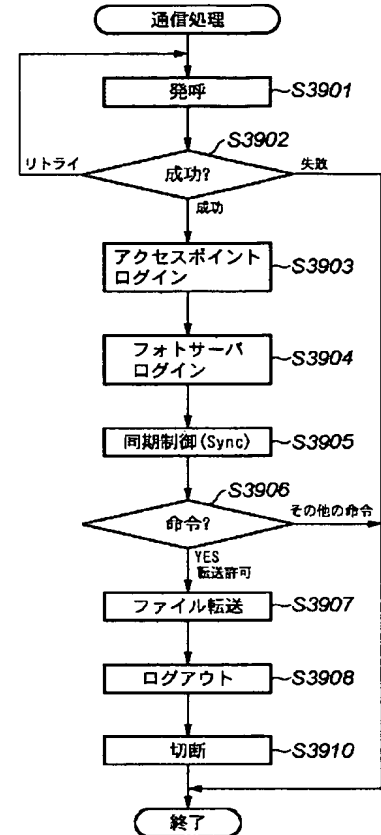 通信処理
発呼
S3901
S3902
リトライ
成功?
失敗
成功
アクセスポイント
ログイン
S3903
フォトサーバ
ログイン
S3904
同期制御(Sync)
S3905
S3906
命令?
その他の命令
YES
転送許可
ファイル転送
S3907
ログアウト
S3908
切断
S3910
終了